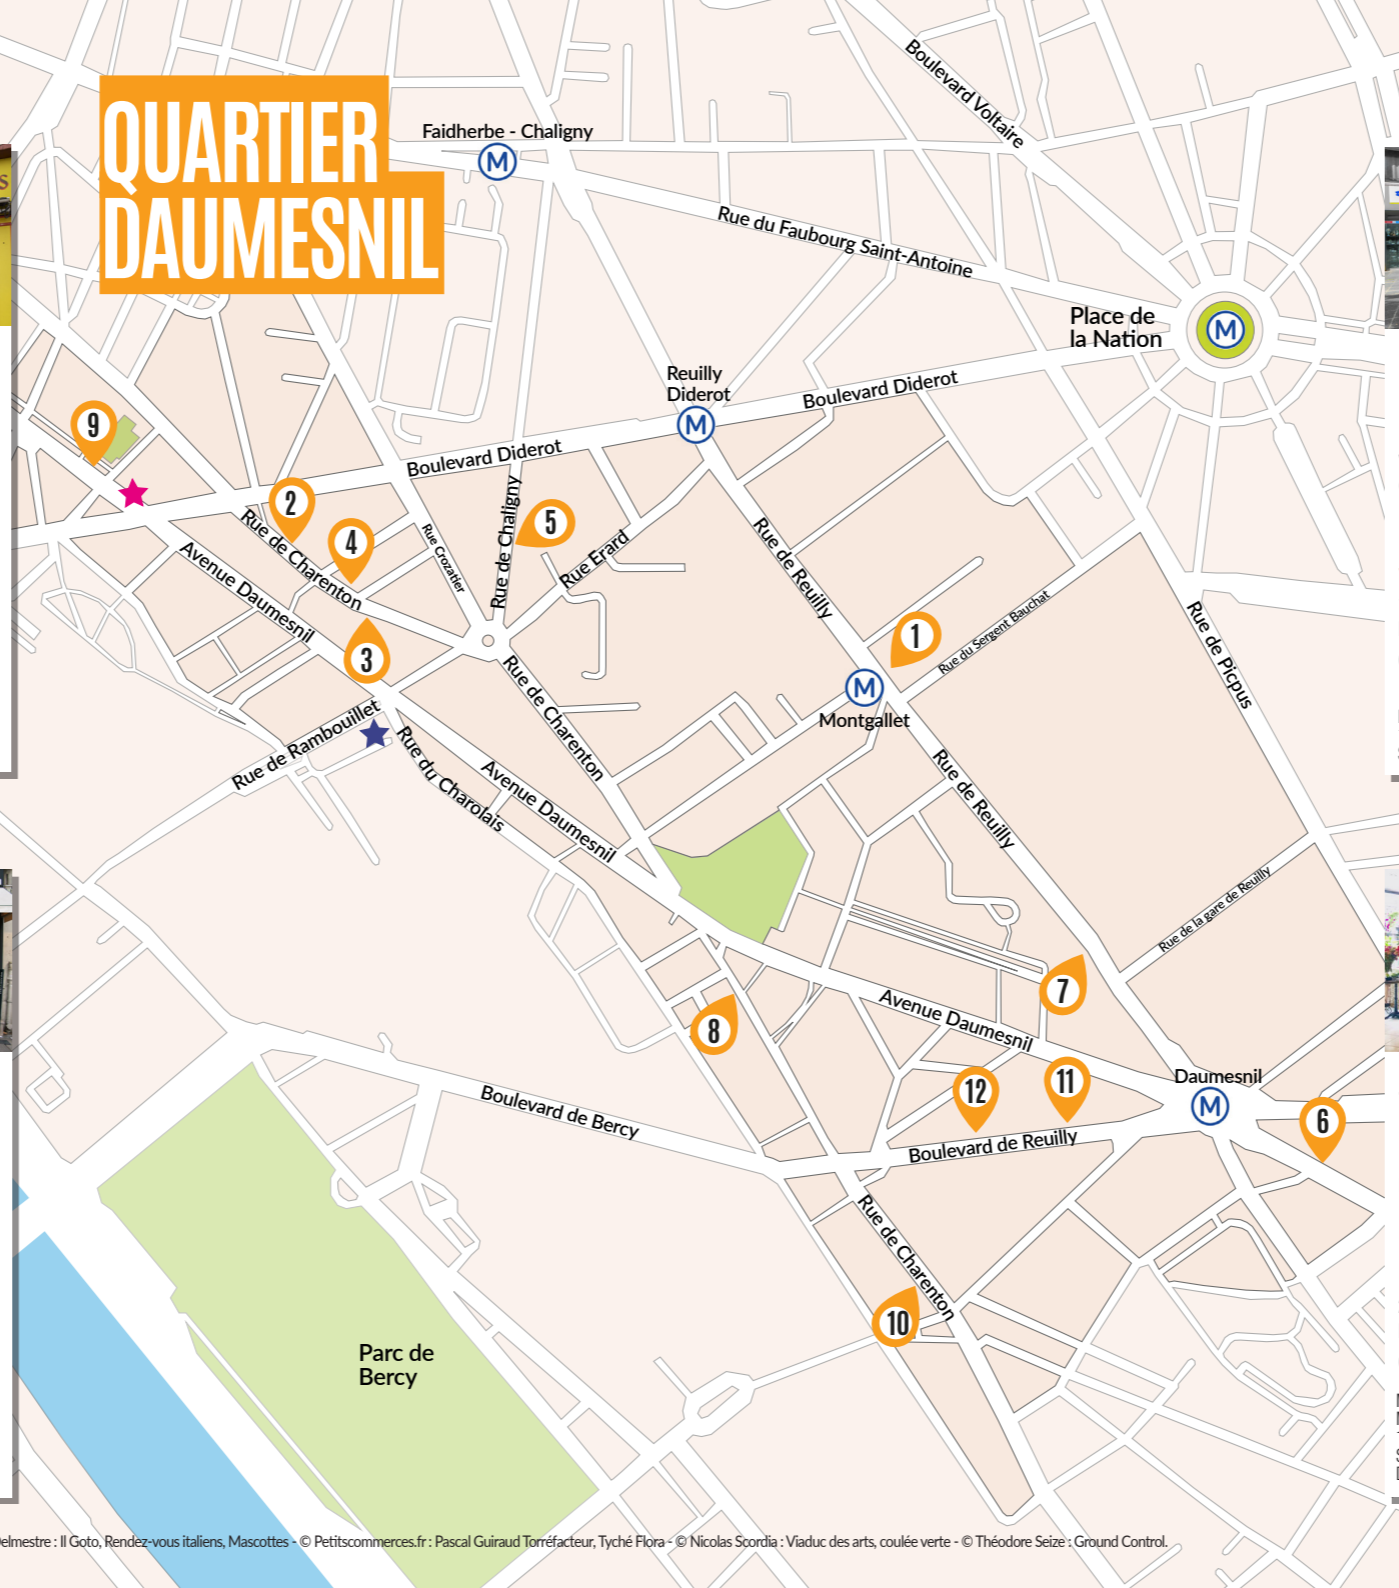 QUARTIER
DAUMESNIL
Boulevard Voltaire
Faidherbe - Chaligny
M
Rue du Faubourg Saint-Antoine
Place de
la Nation
M
Reuilly
Diderot
M
Boulevard Diderot
Boulevard Diderot
9
2
4
5
Rue de Charenton
Rue Crozatier
Rue de Chaligny
Rue Erard
Rue de Reuilly
Avenue Daumesnil
3
1
Rue du Sergent Bauchat
M
Montgallet
Rue de Picpus
Rue de Charenton
Rue de Rambouillet
Rue du Charolais
Avenue Daumesnil
Rue de Reuilly
Rue de la gare de Reuilly
7
8
Avenue Daumesnil
Daumesnil
M
12
11
6
Boulevard de Bercy
Boulevard de Reuilly
Rue de Charenton
10
Parc de
Bercy
elmestre : Il Goto, Rendez-vous italiens, Mascottes - © Petitscommerces.fr : Pascal Guiraud Torréfacteur, Tyché Flora - © Nicolas Scordia : Viaduc des arts, coulée verte - © Théodore Seize : Ground Control.